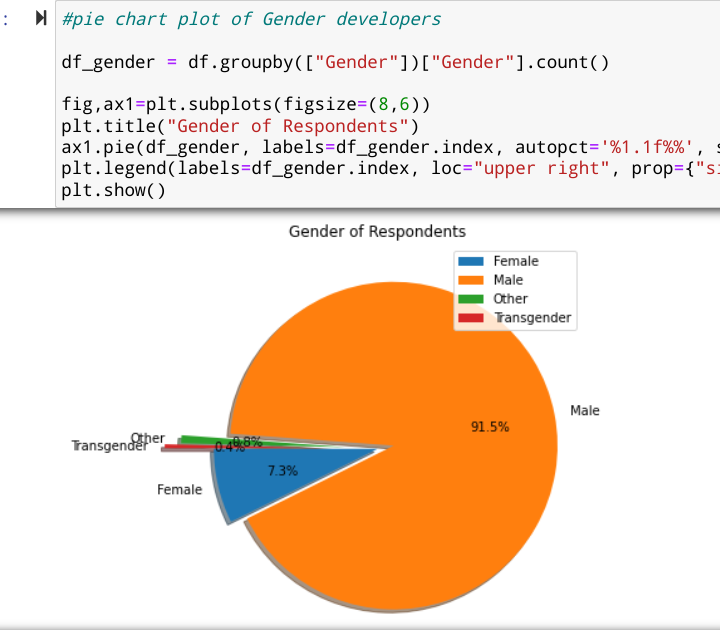 :
#pie chart plot of Gender developers
df_gender = df.groupby(["Gender"])["Gender"].count()
fig,ax1=plt.subplots(figsize=(8,6))
plt.title("Gender of Respondents")
ax1.pie(df_gender, labels=df_gender.index, autopct='%1.1f%%', s
plt.legend(labels=df_gender.index, loc="upper right", prop={"si
plt.show()
Gender of Respondents
Female
Male
Other
Transgender
Male
91.5%
Other
0.8%
Transgender
0.4%
7.3%
Female